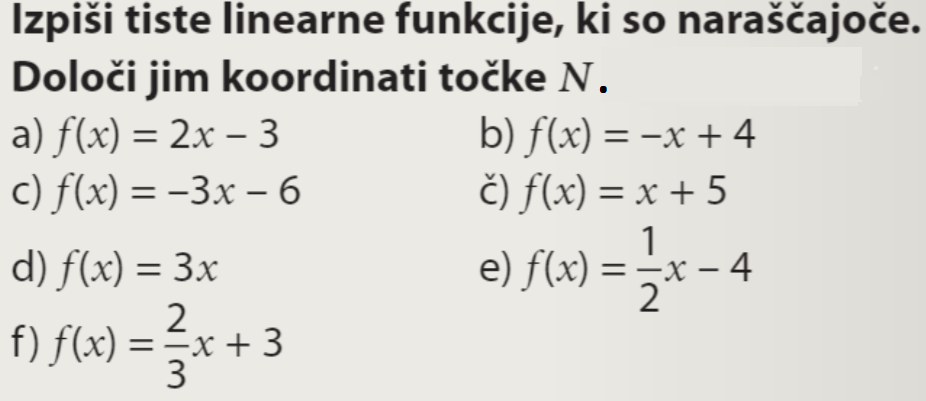 Izpiši tiste linearne funkcije, ki so naraščajoče.
Določi jim koordinati točke N.
a) f(x) = 2x – 3
b) f(x) = –x + 4
c) f(x) = –3x – 6
č) f(x) = x + 5
d) f(x) = 3x
e) f(x) = \frac{1}{2}x – 4
f) f(x) = \frac{2}{3}x + 3